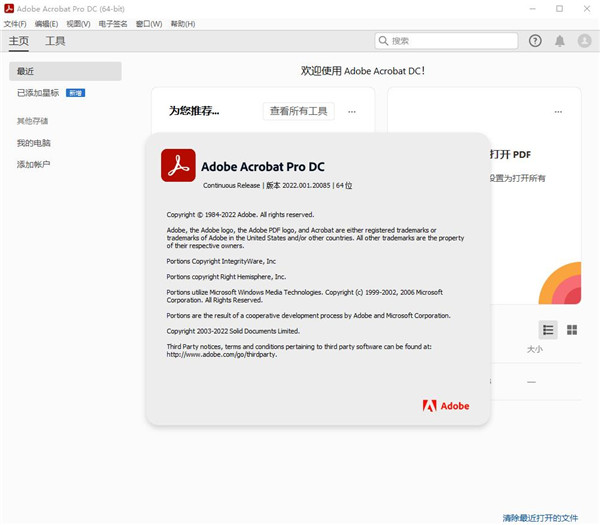 Adobe Acrobat Pro DC (64-bit)
文件(F) 编辑(E) 视图(V) 电子签名 窗口(W) 帮助(H)
主页 工具 搜索
最近
已添加星标 新增
其他存储
我的电脑
添加帐户
欢迎使用 Adobe Acrobat DC!
为您推荐... 查看所有工具 ...
...
打开 PDF
设置为打开所有
Adobe Acrobat Pro DC
Continuous Release | 版本 2022.001.20085 | 64 位
Copyright © 1984-2022 Adobe. All rights reserved.
Adobe, the Adobe logo, the Adobe PDF logo, and Acrobat are either registered trademarks or
trademarks of Adobe in the United States and/or other countries. All other trademarks are the property
of their respective owners.
Portions Copyright IntegrityWare, Inc
Portions copyright Right Hemisphere, Inc.
Portions utilize Microsoft Windows Media Technologies. Copyright (c) 1999-2002, 2006 Microsoft
Corporation. All Rights Reserved.
Portions are the result of a cooperative development process by Adobe and Microsoft Corporation.
Copyright 2003-2022 Solid Documents Limited.
Third Party notices, terms and conditions pertaining to third party software can be found at:
http://www.adobe.com/go/thirdparty.
Adobe
大小
—
清除最近打开的文件